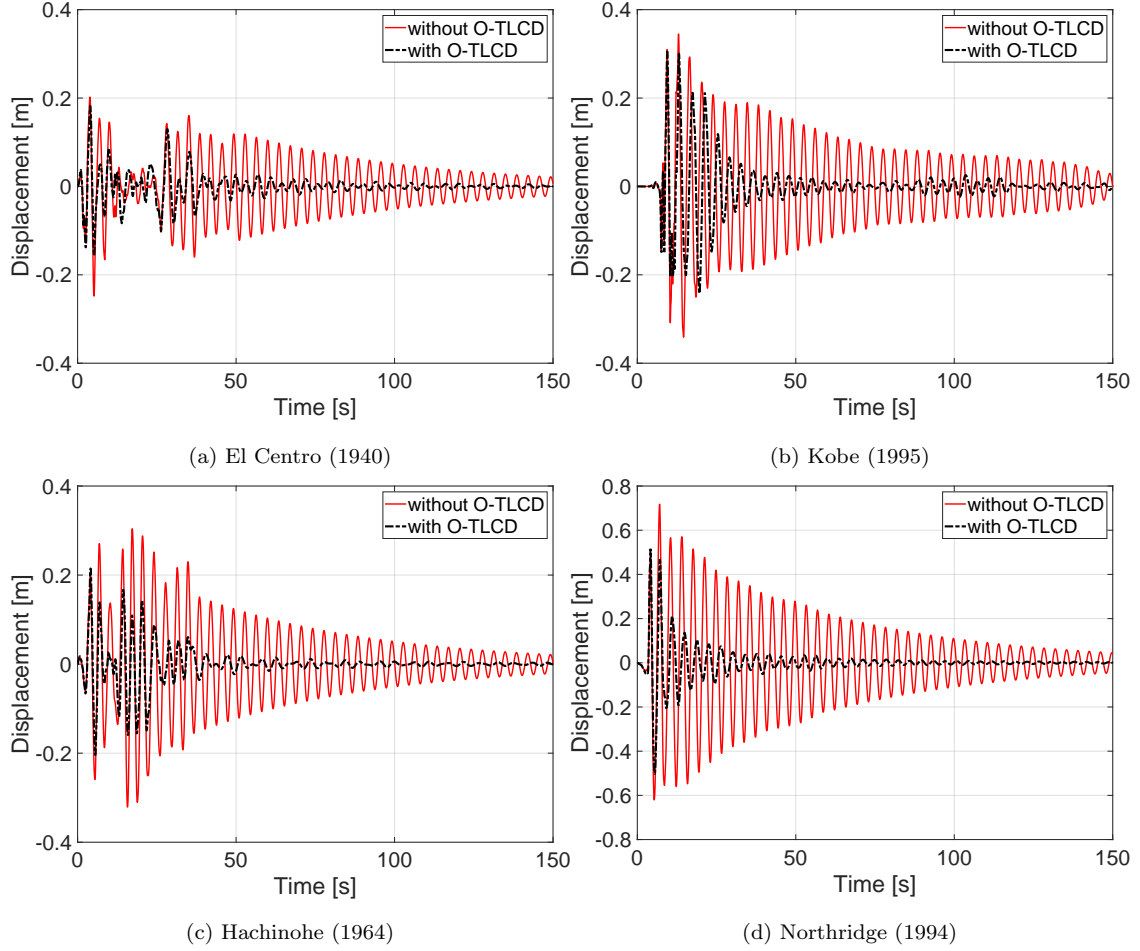 0.4
0.2
0
-0.2
-0.4
Displacement [m]
without O-TLCD
with O-TLCD
0 50 100 150
Time [s]
(a) El Centro (1940)
0.4
0.2
0
-0.2
-0.4
Displacement [m]
without O-TLCD
with O-TLCD
0 50 100 150
Time [s]
(b) Kobe (1995)
0.4
0.2
0
-0.2
-0.4
Displacement [m]
without O-TLCD
with O-TLCD
0 50 100 150
Time [s]
(c) Hachinohe (1964)
0.8
0.6
0.4
0.2
0
-0.2
-0.4
-0.6
-0.8
Displacement [m]
without O-TLCD
with O-TLCD
0 50 100 150
Time [s]
(d) Northridge (1994)